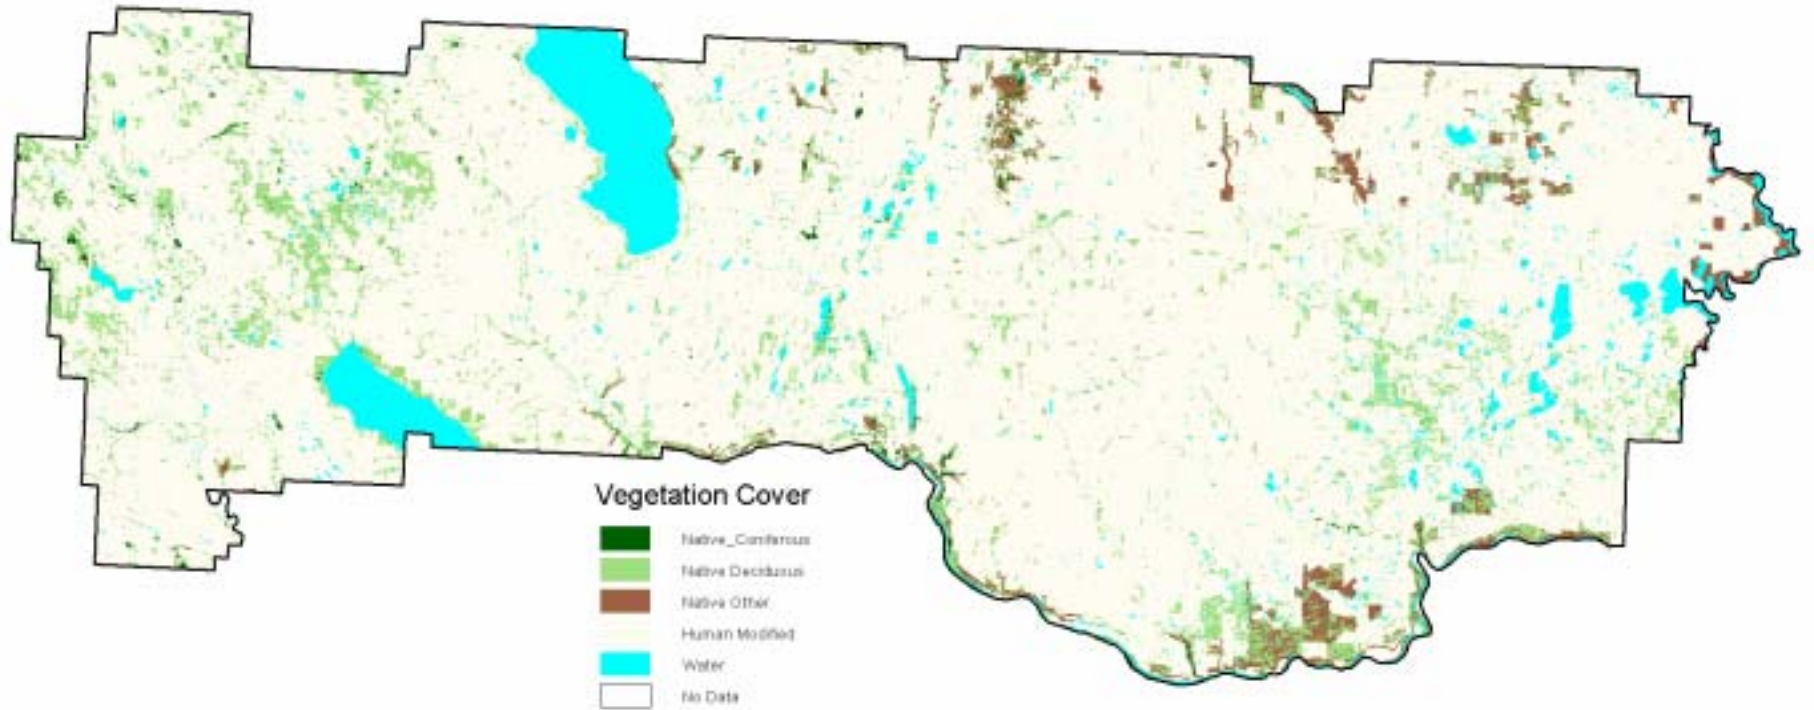 Vegetation Cover
Native_Coniferous
Native Deciduous
Native Other
Human Modified
Water
No Data